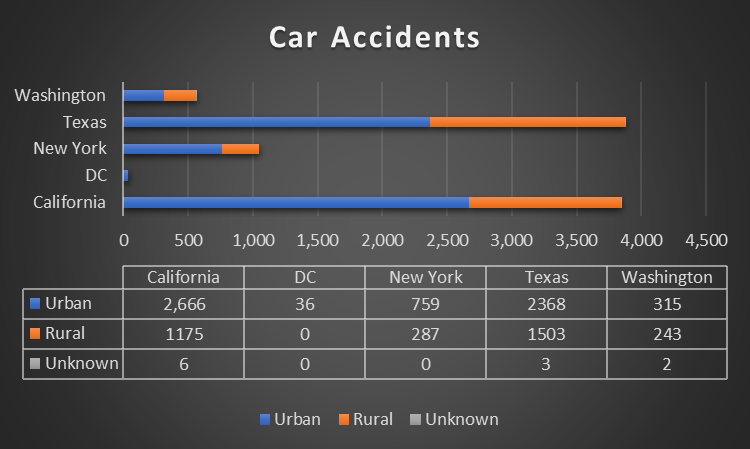 Car Accidents
Washington
Texas
New York
DC
California
0 500 1,000 1,500 2,000 2,500 3,000 3,500 4,000 4,500
California DC New York Texas Washington
Urban 2,666 36 759 2368 315
Rural 1175 0 287 1503 243
Unknown 6 0 0 3 2
Urban Rural Unknown